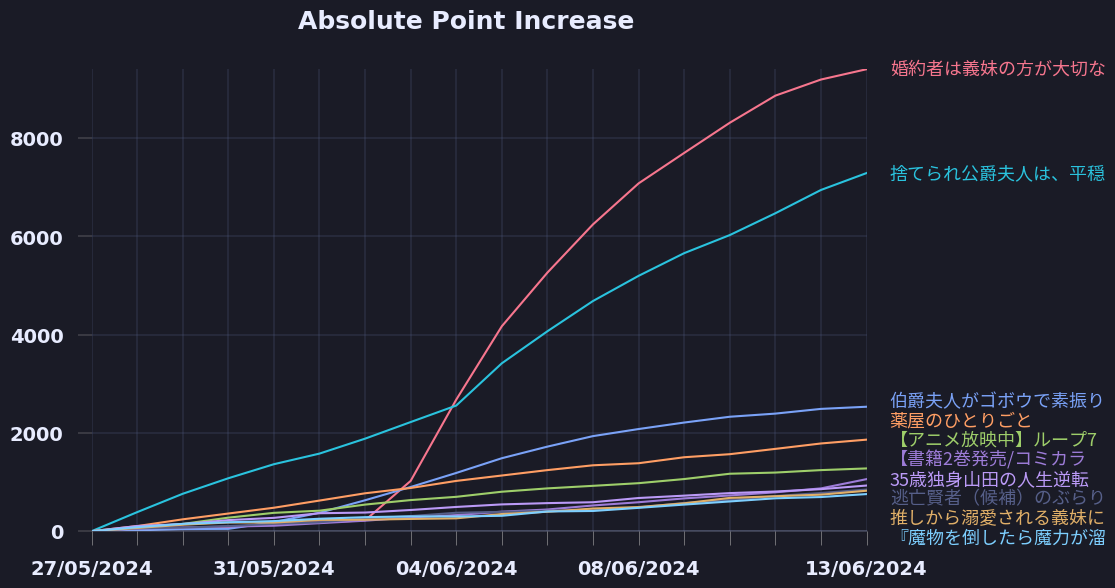 Absolute Point Increase
婚約者は義妹の方が大切な
8000
捨てられ公爵夫人は、平穏
6000
4000
伯爵夫人がゴボウで素振り
薬屋のひとりごと
2000
【アニメ放映中】ループ7
【書籍2巻発売/コミカラ
35歳独身山田の人生逆転
逃亡賢者（候補）のぶらり
推しから溺愛される義妹に
0
『魔物を倒したら魔力が溜
27/05/2024
31/05/2024
04/06/2024
08/06/2024
13/06/2024